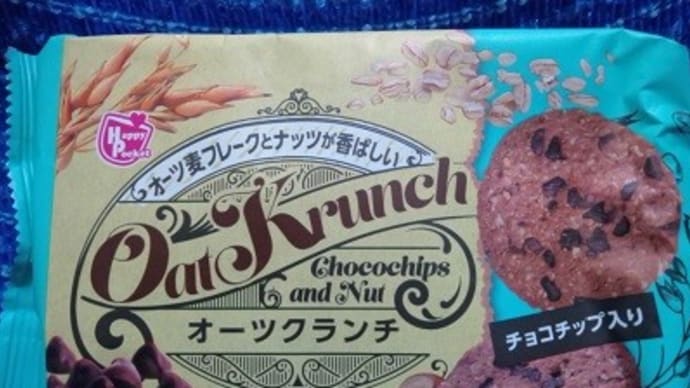 Happy
Pocket
オーツ麦フレークとナッツが香ばしい
Oat Krunch
Chocochips
and Nut
オーツクランチ
チョコチップ入り